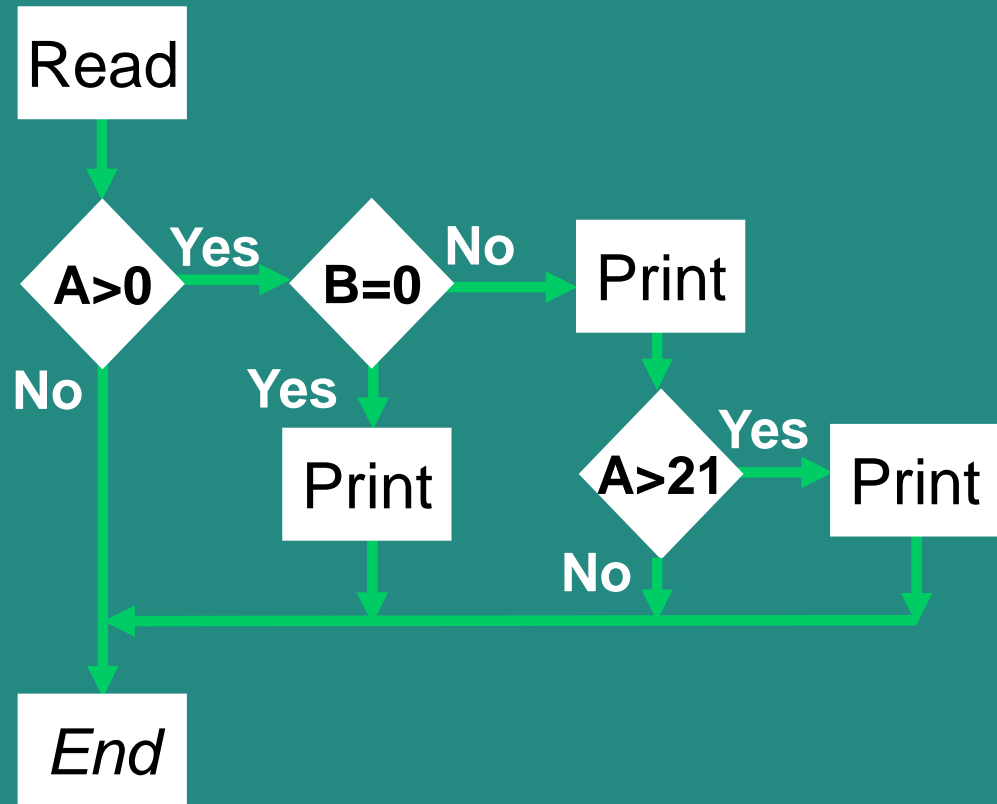 Read
A>0
Yes
No
B=0
No
Yes
Print
Print
A>21
Yes
No
Print
End